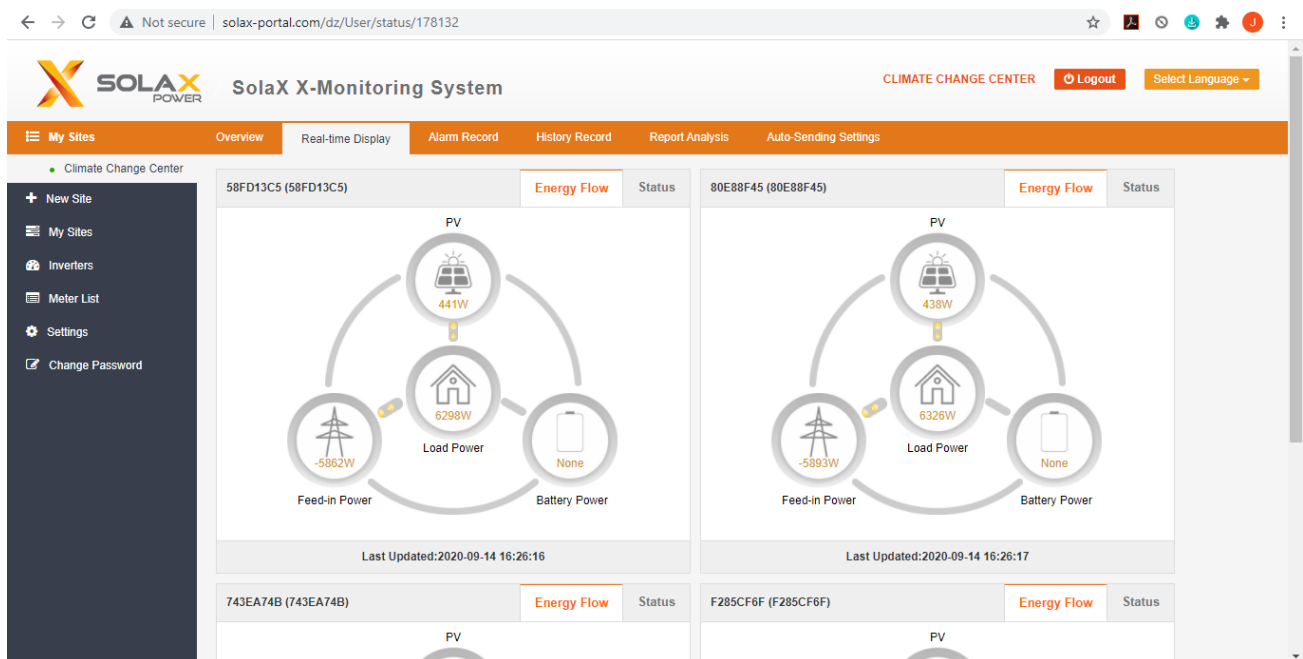 Not secure | solax-portal.com/dz/User/status/178132
J
SOLAX
POWER
SolaX X-Monitoring System
CLIMATE CHANGE CENTER
Logout
Select Language
My Sites
Overview
Real-time Display
Alarm Record
History Record
Report Analysis
Auto-Sending Settings
Climate Change Center
New Site
My Sites
Inverters
Meter List
Settings
Change Password
58FD13C5 (58FD13C5)
Energy Flow
Status
PV
441W
6298W
Load Power
-5862W
Feed-in Power
None
Battery Power
Last Updated:2020-09-14 16:26:16
80E88F45 (80E88F45)
Energy Flow
Status
PV
438W
6326W
Load Power
-5893W
Feed-in Power
None
Battery Power
Last Updated:2020-09-14 16:26:17
743EA74B (743EA74B)
Energy Flow
Status
PV
F285CF6F (F285CF6F)
Energy Flow
Status
PV